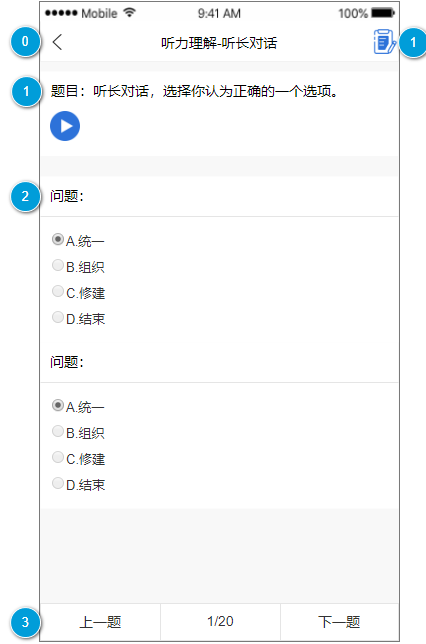 Mobile 9:41 AM 100%
0 听力理解-听长对话 1
1 题目：听长对话，选择你认为正确的一个选项。
2 问题：
A.统一
B.组织
C.修建
D.结束
问题：
A.统一
B.组织
C.修建
D.结束
3 上一题 1/20 下一题